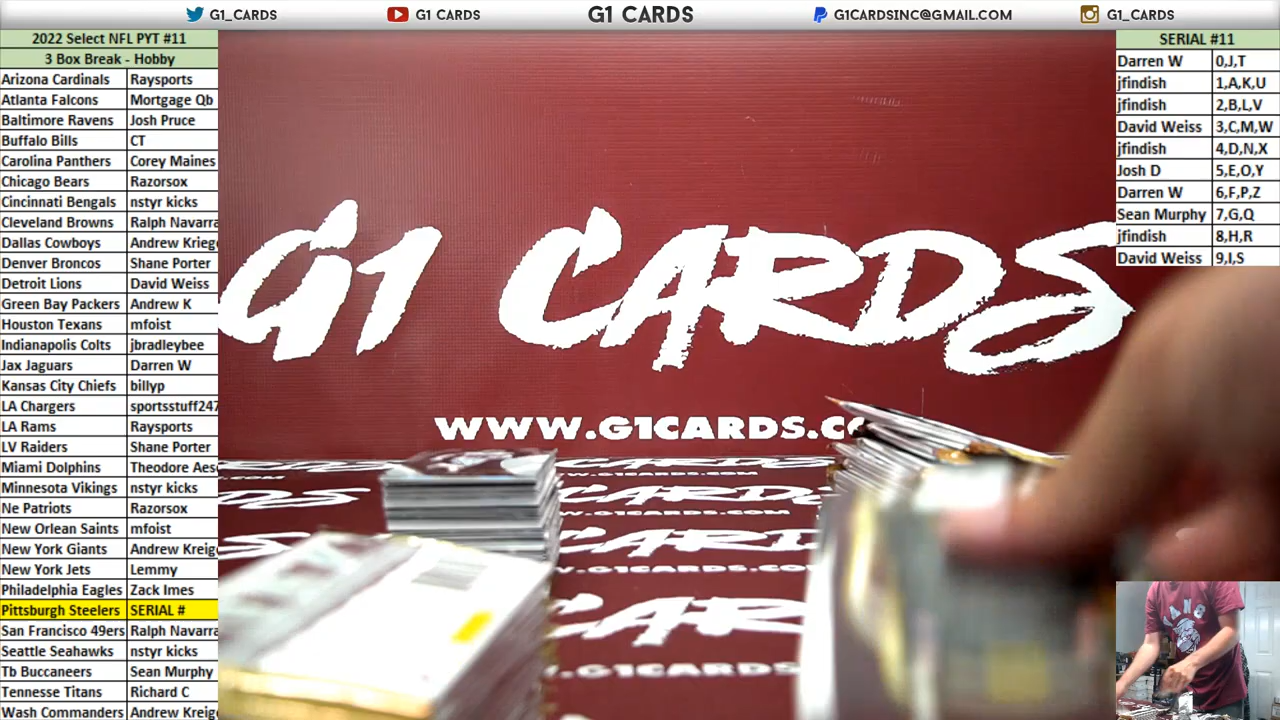 G1_CARDS
G1 CARDS
G1 CARDS
G1CARDSINC@GMAIL.COM
G1_CARDS
2022 Select NFL PYT #11
3 Box Break - Hobby
Arizona Cardinals Raysports
Atlanta Falcons Mortgage Qb
Baltimore Ravens Josh Pruce
Buffalo Bills CT
Carolina Panthers Corey Maines
Chicago Bears Razorsox
Cincinnati Bengals nstyr kicks
Cleveland Browns Ralph Navarra
Dallas Cowboys Andrew Krieg
Denver Broncos Shane Porter
Detroit Lions David Weiss
Green Bay Packers Andrew K
Houston Texans mfoist
Indianapolis Colts jbradleybee
Jax Jaguars Darren W
Kansas City Chiefs billyp
LA Chargers sportsstuff247
LA Rams Raysports
LV Raiders Shane Porter
Miami Dolphins Theodore Aes
Minnesota Vikings nstyr kicks
Ne Patriots Razorsox
New Orlean Saints mfoist
New York Giants Andrew Kreig
New York Jets Lemmy
Philadelphia Eagles Zack Imes
Pittsburgh Steelers SERIAL #
San Francisco 49ers Ralph Navarra
Seattle Seahawks nstyr kicks
Tb Buccaneers Sean Murphy
Tennesse Titans Richard C
Wash Commanders Andrew Kreig
SERIAL #11
Darren W 0,J,T
jfindish 1,A,K,U
jfindish 2,B,L,V
David Weiss 3,C,M,W
jfindish 4,D,N,X
Josh D 5,E,O,Y
Darren W 6,F,P,Z
Sean Murphy 7,G,Q
jfindish 8,H,R
David Weiss 9,I,S
G1 CARDS
WWW.G1CARDS.CO